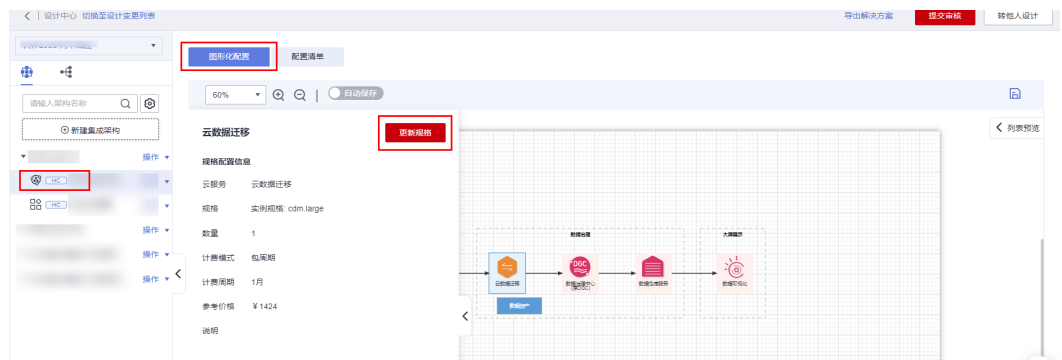 设计中心 切换至设计变更列表
导出解决方案
提交审核
转他人设计
图形化配置
配置清单
请输入架构名称
60%
自动保存
新建集成架构
列表预览
云数据迁移
更新规格
操作
规格配置信息
HC
云服务 云数据迁移
HC
规格 实例规格: cdm.large
操作
数量 1
数据治理
大屏展示
操作
计费模式 包周期
DGC
操作
计费周期 1月
云数据迁移
数据治理中心
(原DGC)
数据仓库服务
数据可视化
参考价格 ¥ 1424
数据资产
说明